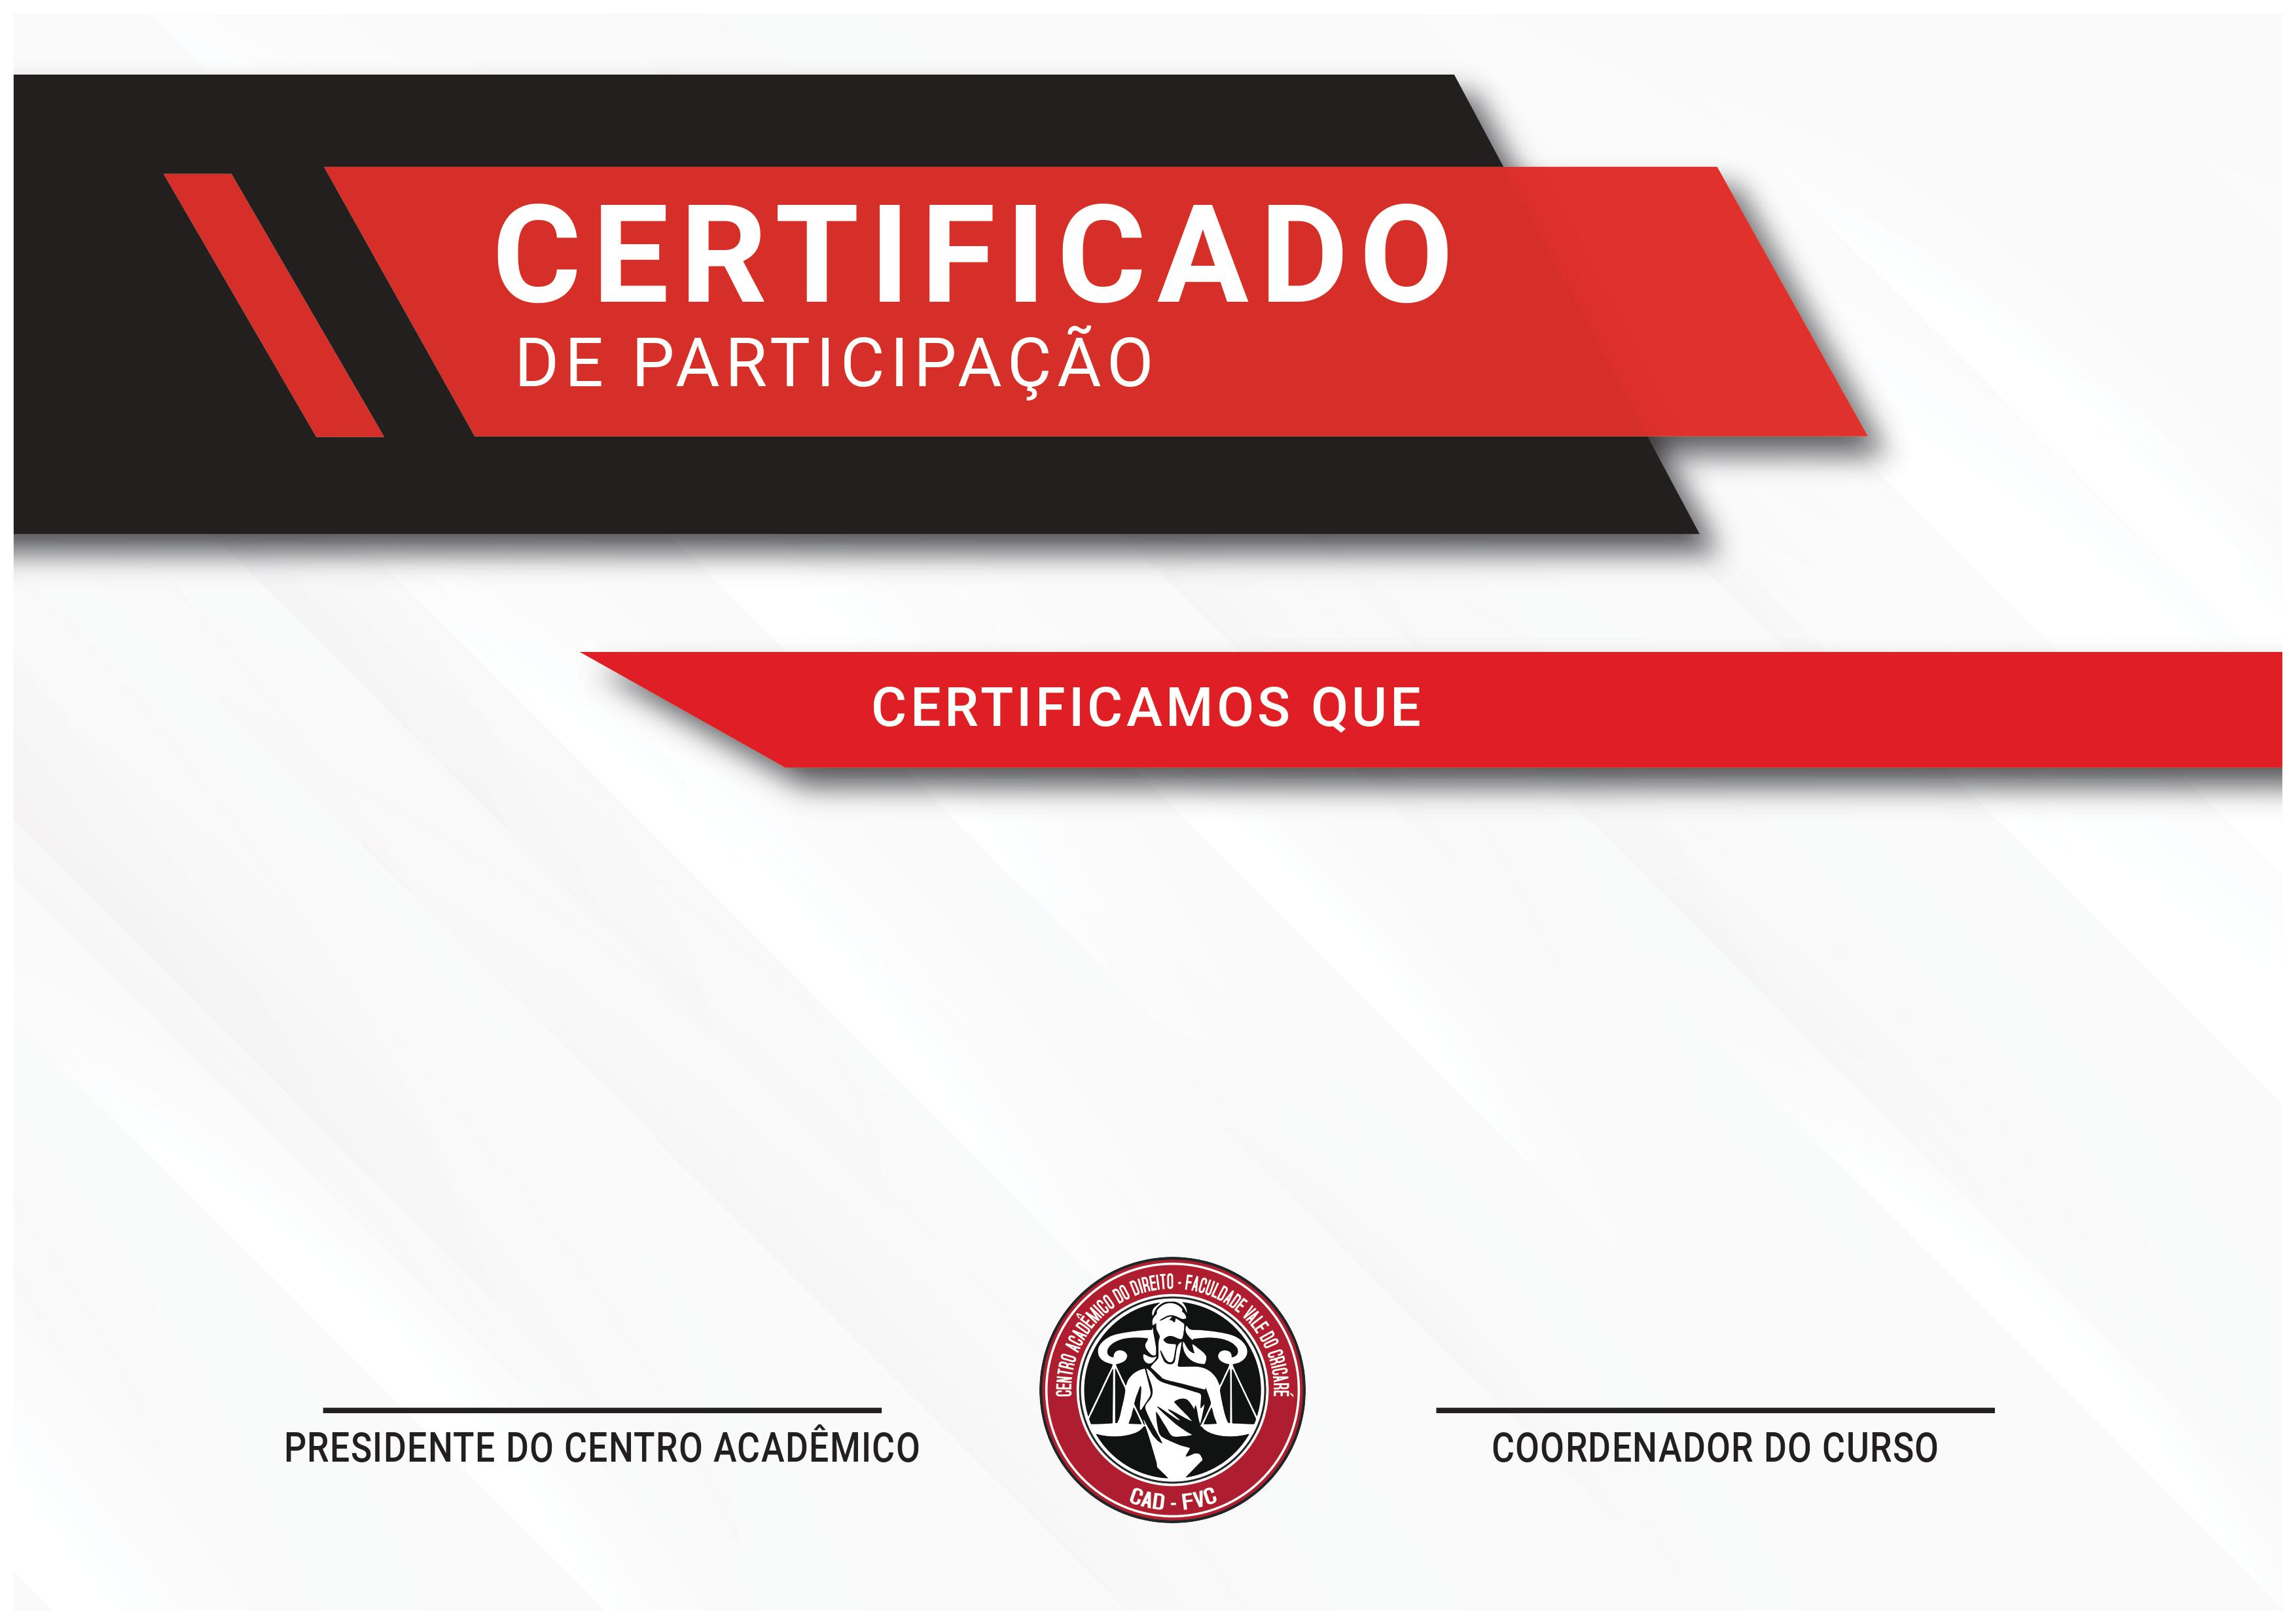 CERTIFICADO
DE PARTICIPAÇÃO
CERTIFICAMOS QUE
CENTRO ACADÊMICO DO DIREITO - FACULDADE VALE DO CRICARÉ
CAD - FVC
PRESIDENTE DO CENTRO ACADÊMICO
COORDENADOR DO CURSO